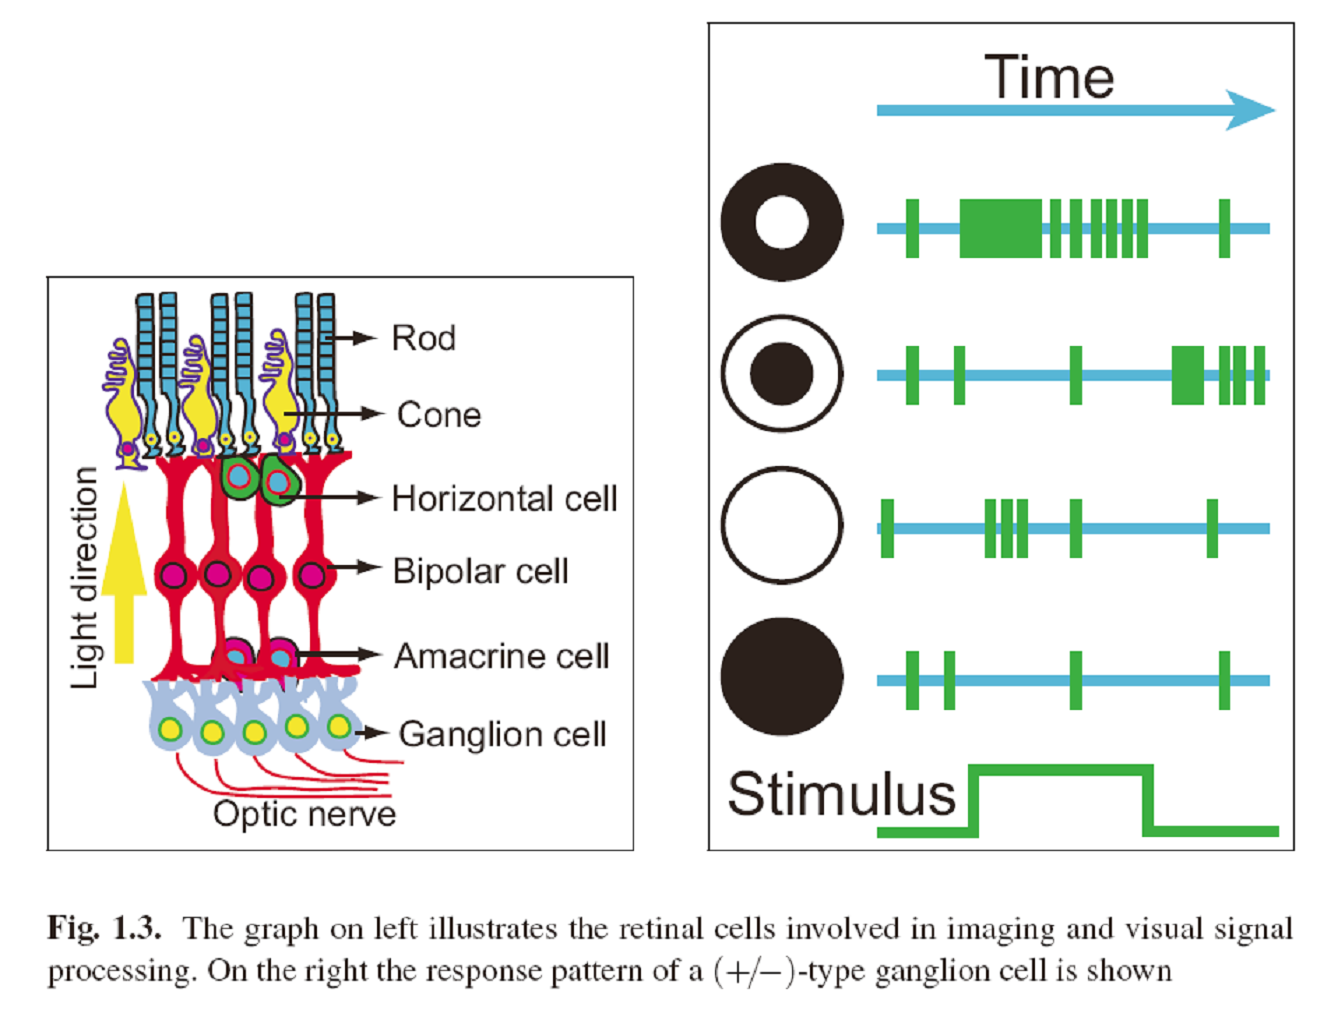 Time
Rod
Cone
Horizontal cell
Bipolar cell
Amacrine cell
Ganglion cell
Light direction
Optic nerve
Stimulus
Fig. 1.3. The graph on left illustrates the retinal cells involved in imaging and visual signal
processing. On the right the response pattern of a (+/−)-type ganglion cell is shown